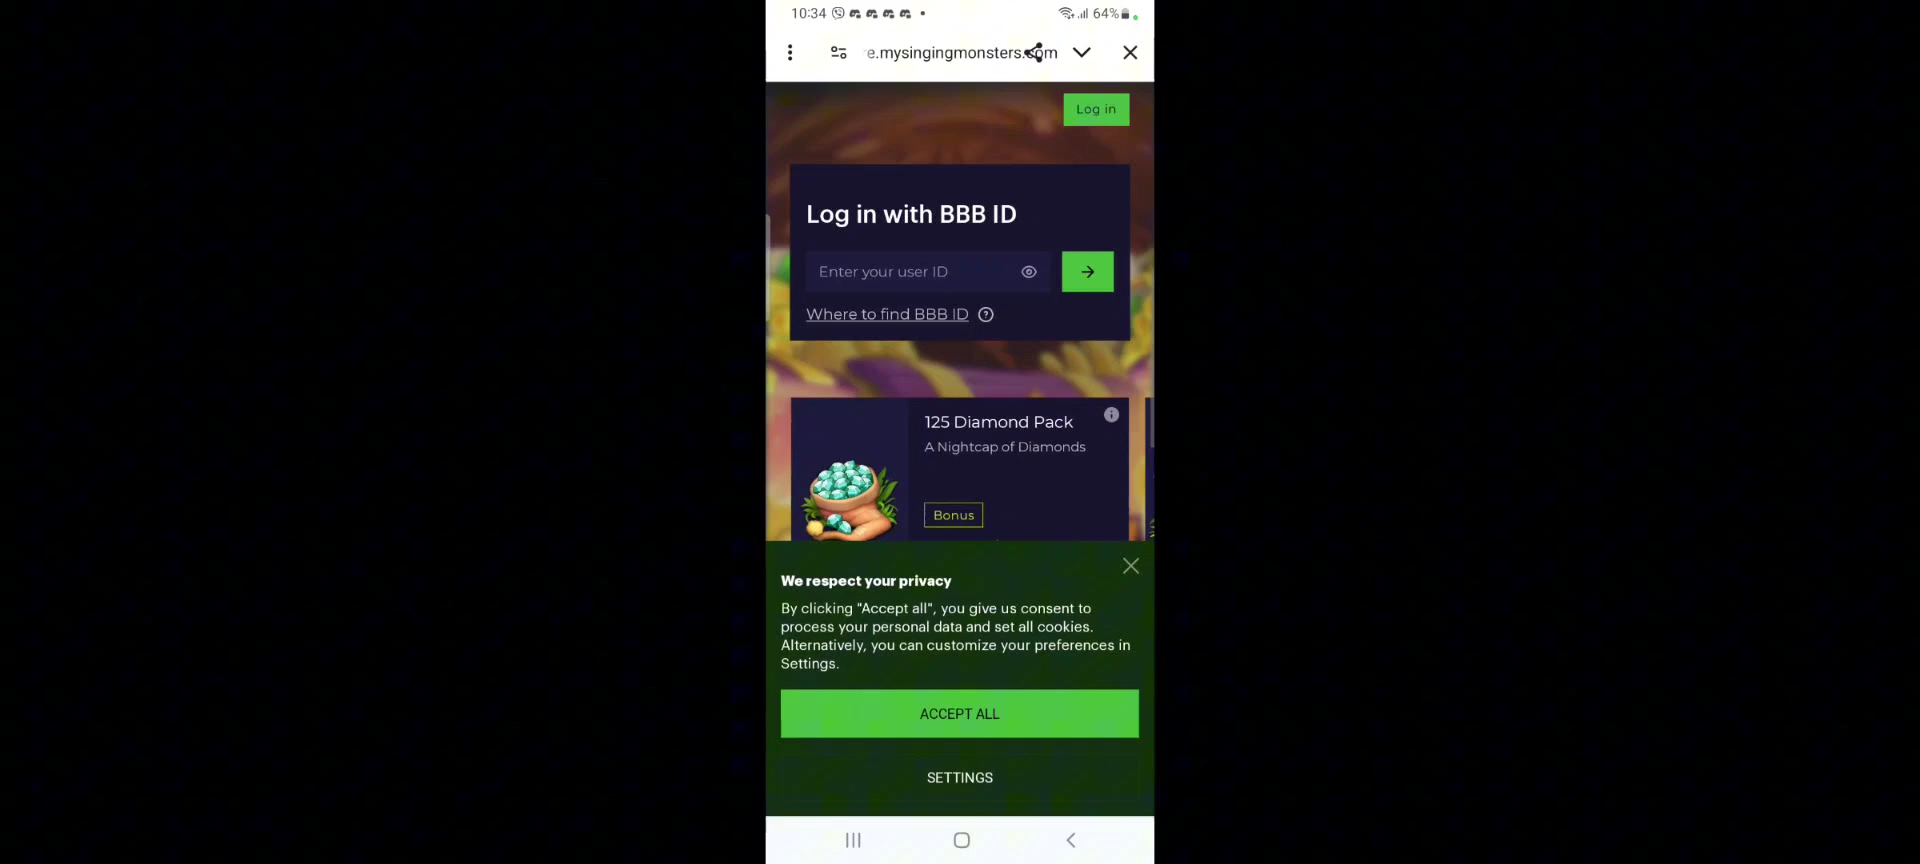 10:34
64%
e.mysingingmonsters.com
Log in
Log in with BBB ID
Enter your user ID
Where to find BBB ID
125 Diamond Pack
A Nightcap of Diamonds
Bonus
We respect your privacy
By clicking "Accept all", you give us consent to
process your personal data and set all cookies.
Alternatively, you can customize your preferences in
Settings.
ACCEPT ALL
SETTINGS